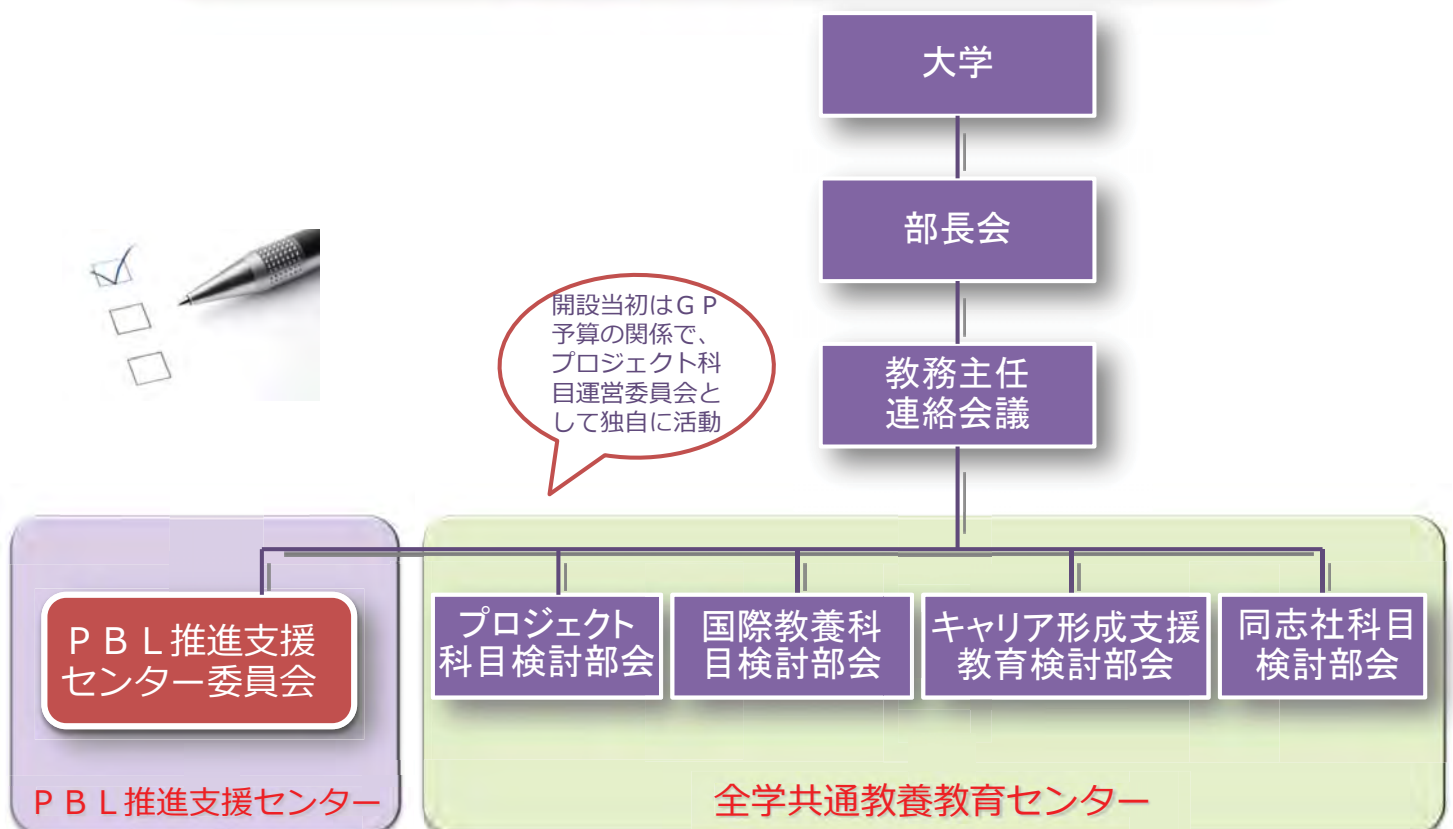 大学
部長会
教務主任
連絡会議
開設当初はＧＰ
予算の関係で、
プロジェクト科
目運営委員会と
して独自に活動
ＰＢＬ推進支援
センター委員会
プロジェクト
科目検討部会
国際教養科
目検討部会
キャリア形成支援
教育検討部会
同志社科目
検討部会
ＰＢＬ推進支援センター
全学共通教養教育センター